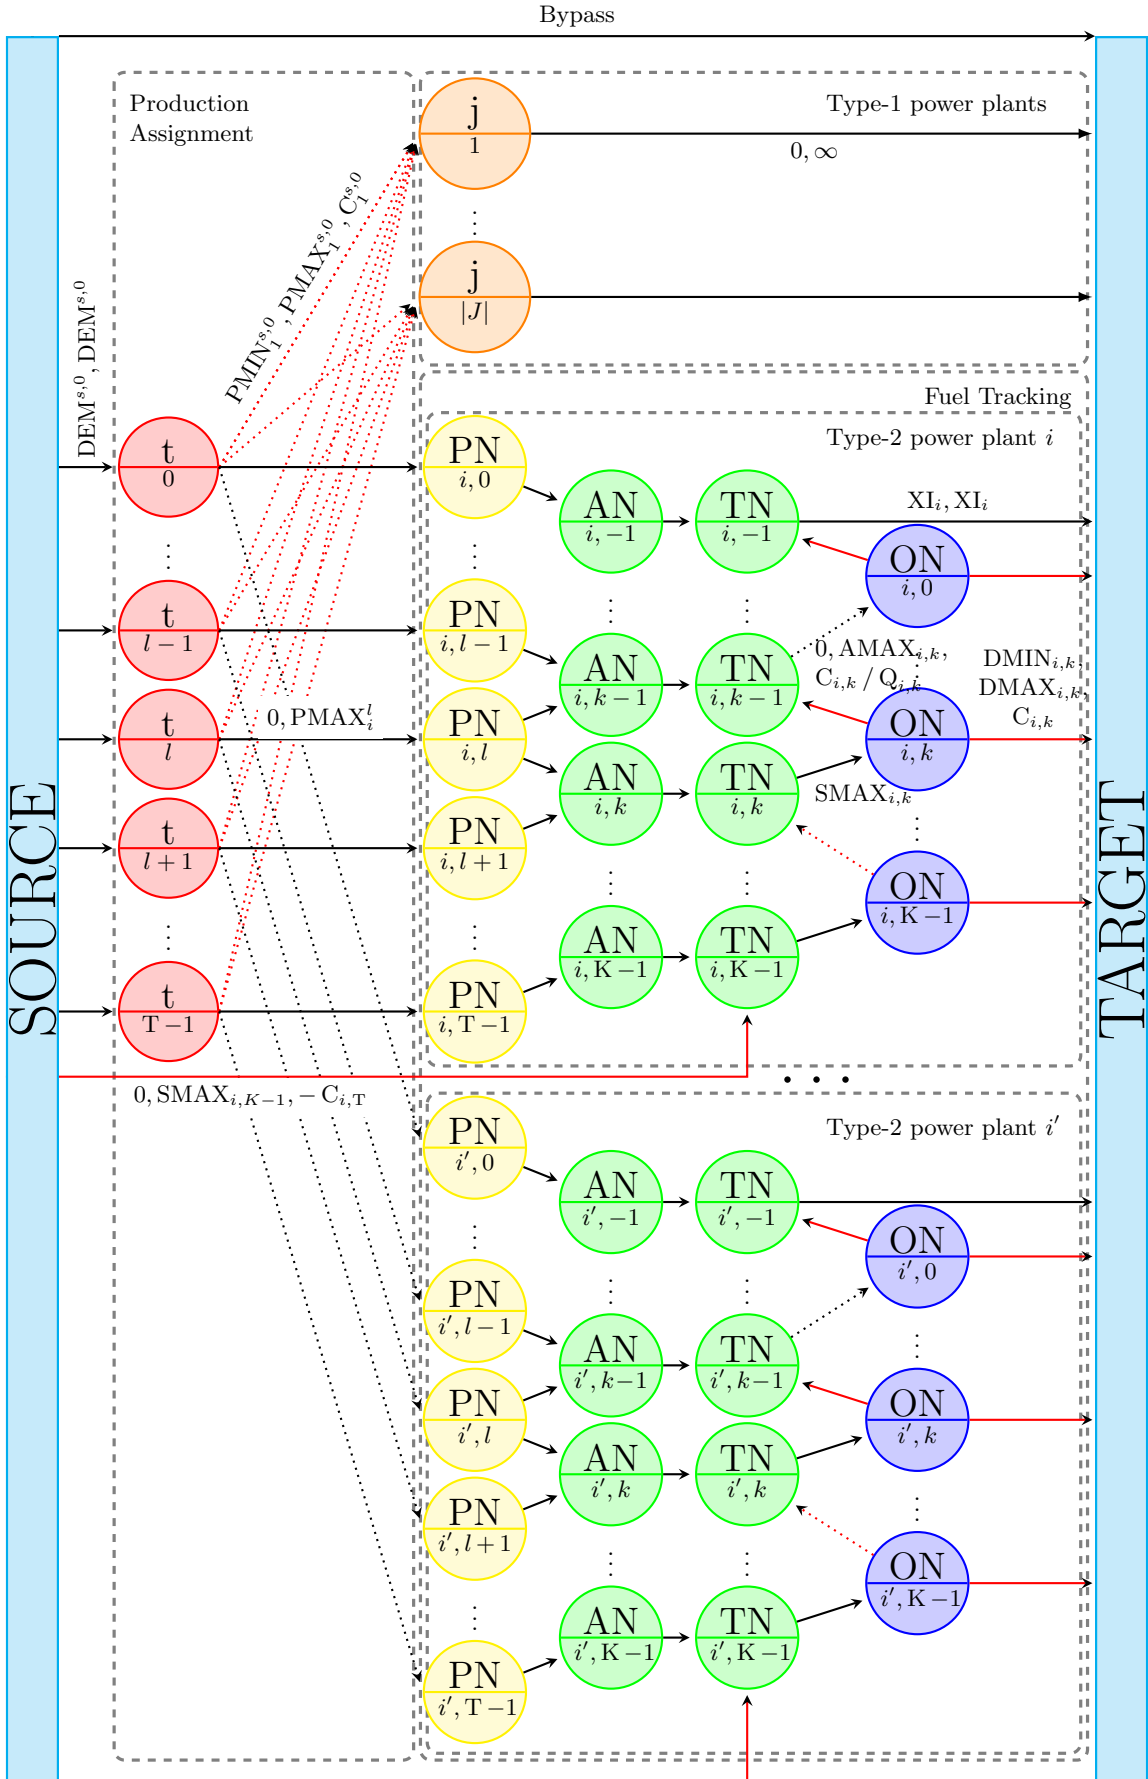 Bypass
SOURCE
TARGET
Production
Assignment
Type-1 power plants
j
1
0, ∞
⋮
j
|J|
PMIN₁^{s,0}, PMAX₁^{s,0}, C₁^{s,0}
DEM^{s,0}, DEM^{s,0}
Fuel Tracking
Type-2 power plant i
t
0
⋮
t
l−1
t
l
t
l+1
⋮
t
T−1
0, PMAX_i^l
PN
i, 0
⋮
PN
i, l−1
PN
i, l
PN
i, l+1
⋮
PN
i, T−1
AN
i, −1
⋮
AN
i, k−1
AN
i, k
⋮
AN
i, K−1
TN
i, −1
⋮
TN
i, k−1
TN
i, k
⋮
TN
i, K−1
XI_i, XI_i
ON
i, 0
⋮
0, AMAX_{i,k},
C_{i,k} / Q_{i,k}
ON
i, k
DMIN_{i,k},
DMAX_{i,k},
C_{i,k}
SMAX_{i,k}
⋮
ON
i, K−1
0, SMAX_{i,K−1}, − C_{i,T}
. . .
Type-2 power plant i′
PN
i′, 0
⋮
PN
i′, l−1
PN
i′, l
PN
i′, l+1
⋮
PN
i′, T−1
AN
i′, −1
⋮
AN
i′, k−1
AN
i′, k
⋮
AN
i′, K−1
TN
i′, −1
⋮
TN
i′, k−1
TN
i′, k
⋮
TN
i′, K−1
ON
i′, 0
⋮
ON
i′, k
⋮
ON
i′, K−1